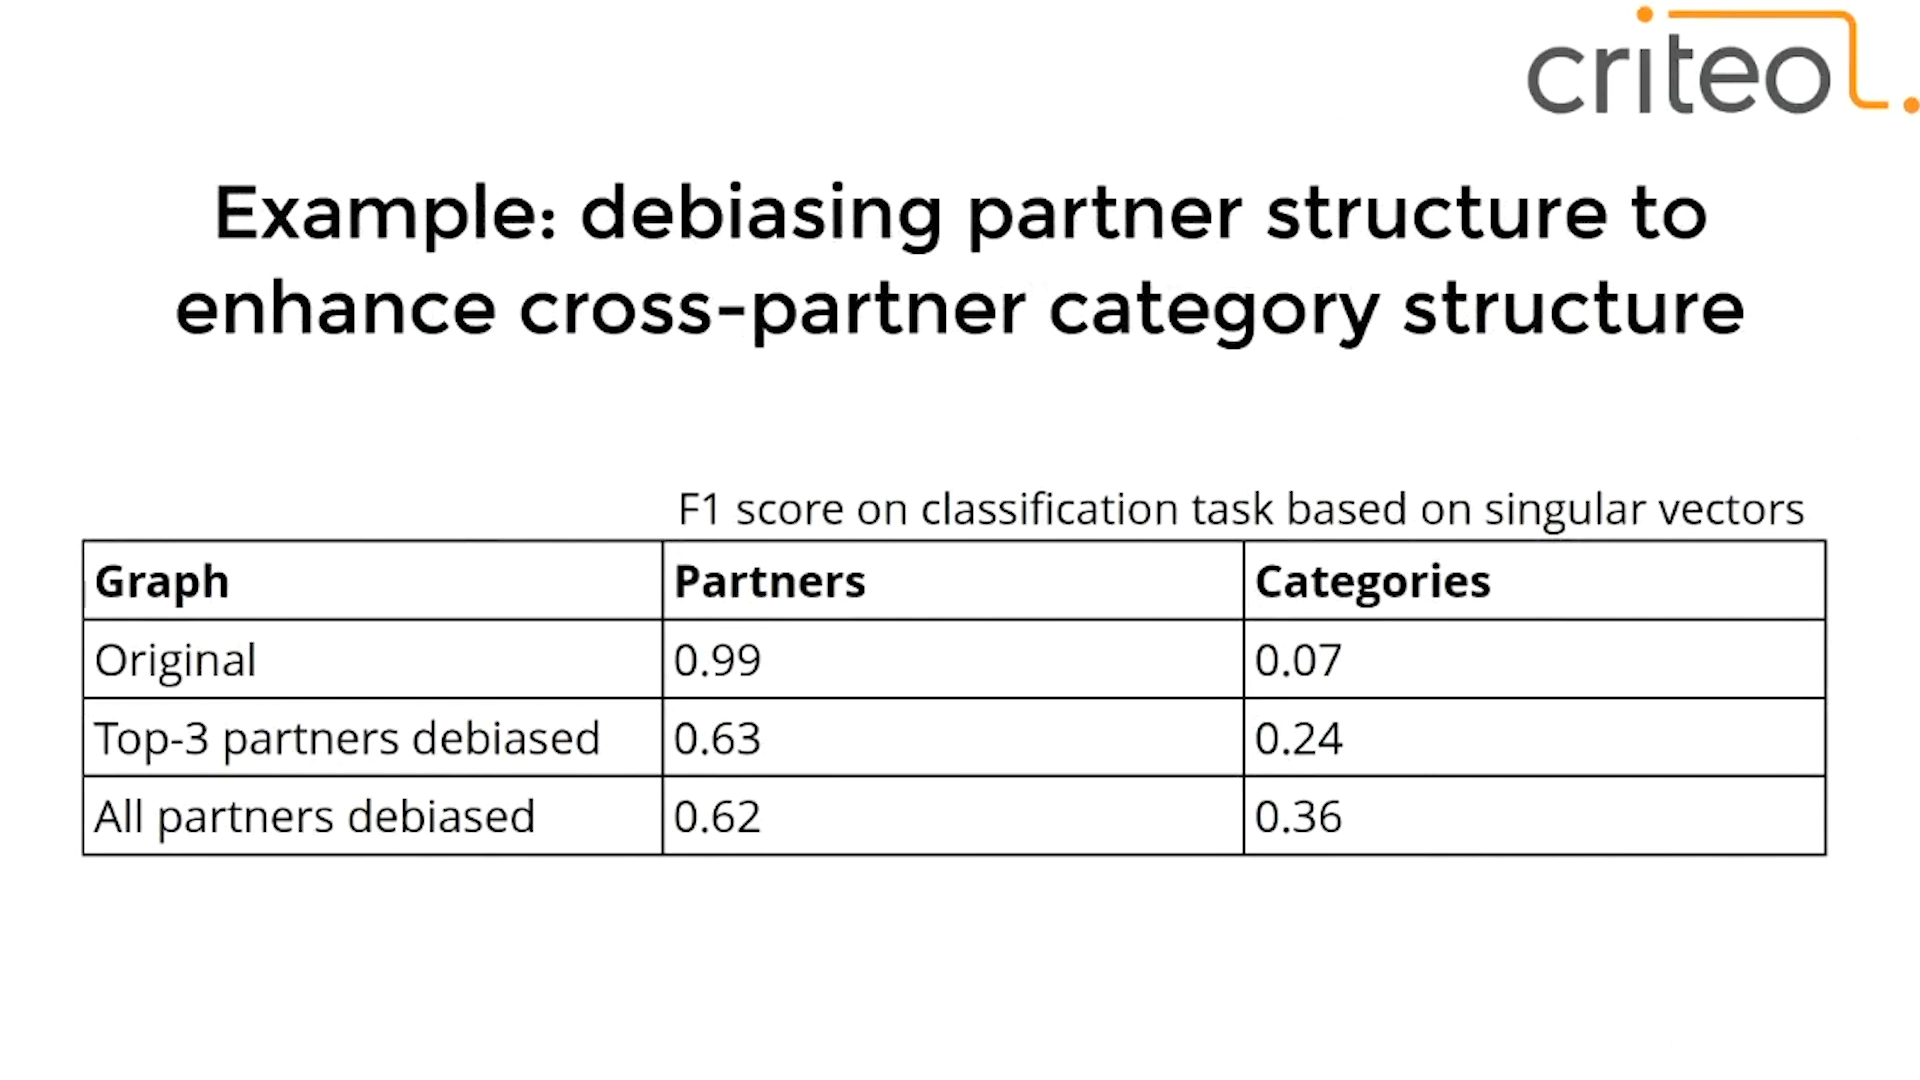 criteo
Example: debiasing partner structure to
enhance cross-partner category structure
F1 score on classification task based on singular vectors
Graph Partners Categories
Original 0.99 0.07
Top-3 partners debiased 0.63 0.24
All partners debiased 0.62 0.36